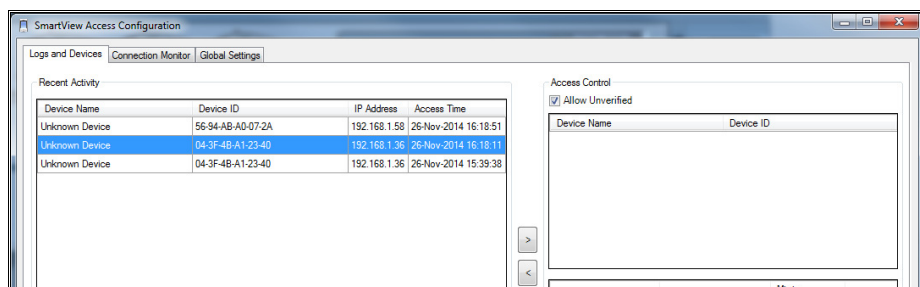 SmartView Access Configuration
Logs and Devices Connection Monitor Global Settings
Recent Activity
Device Name Device ID IP Address Access Time
Unknown Device 56-94-AB-A0-07-2A 192.168.1.58 26-Nov-2014 16:18:51
Unknown Device 04-3F-4B-A1-23-40 192.168.1.36 26-Nov-2014 16:18:11
Unknown Device 04-3F-4B-A1-23-40 192.168.1.36 26-Nov-2014 15:39:38
>
<
Access Control
Allow Unverified
Device Name Device ID